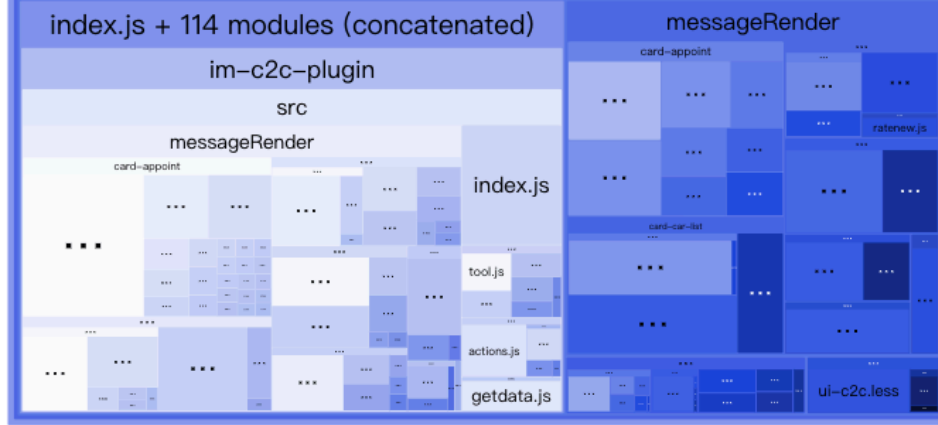 index.js + 114 modules (concatenated)
im-c2c-plugin
src
messageRender
card-appoint
...
index.js
tool.js
actions.js
getdata.js
messageRender
card-appoint
...
ratenew.js
card-car-list
...
ui-c2c.less